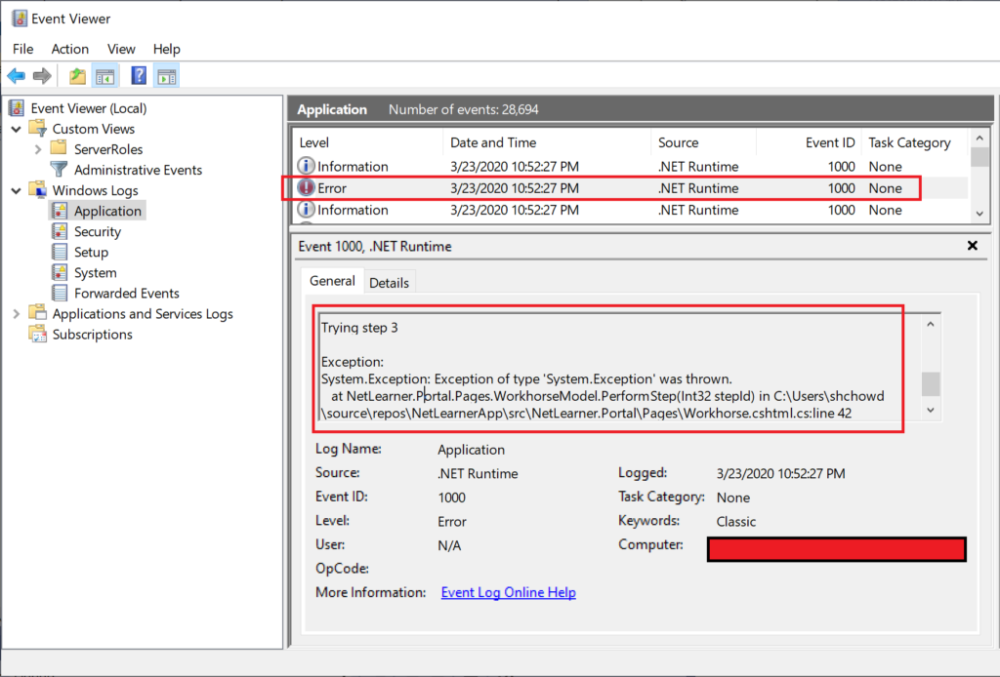 Event Viewer
File Action View Help
Event Viewer (Local)
Custom Views
ServerRoles
Administrative Events
Windows Logs
Application
Security
Setup
System
Forwarded Events
Applications and Services Logs
Subscriptions
Application Number of events: 28,694
Level Date and Time Source Event ID Task Category
Information 3/23/2020 10:52:27 PM .NET Runtime 1000 None
Error 3/23/2020 10:52:27 PM .NET Runtime 1000 None
Information 3/23/2020 10:52:27 PM .NET Runtime 1000 None
Event 1000, .NET Runtime
General Details
Trying step 3
Exception:
System.Exception: Exception of type 'System.Exception' was thrown.
at NetLearner.Portal.Pages.WorkhorseModel.PerformStep(Int32 stepId) in C:\Users\shchowd
\source\repos\NetLearnerApp\src\NetLearner.Portal\Pages\Workhorse.cshtml.cs:line 42
Log Name: Application
Source: .NET Runtime Logged: 3/23/2020 10:52:27 PM
Event ID: 1000 Task Category: None
Level: Error Keywords: Classic
User: N/A Computer:
OpCode:
More Information: Event Log Online Help